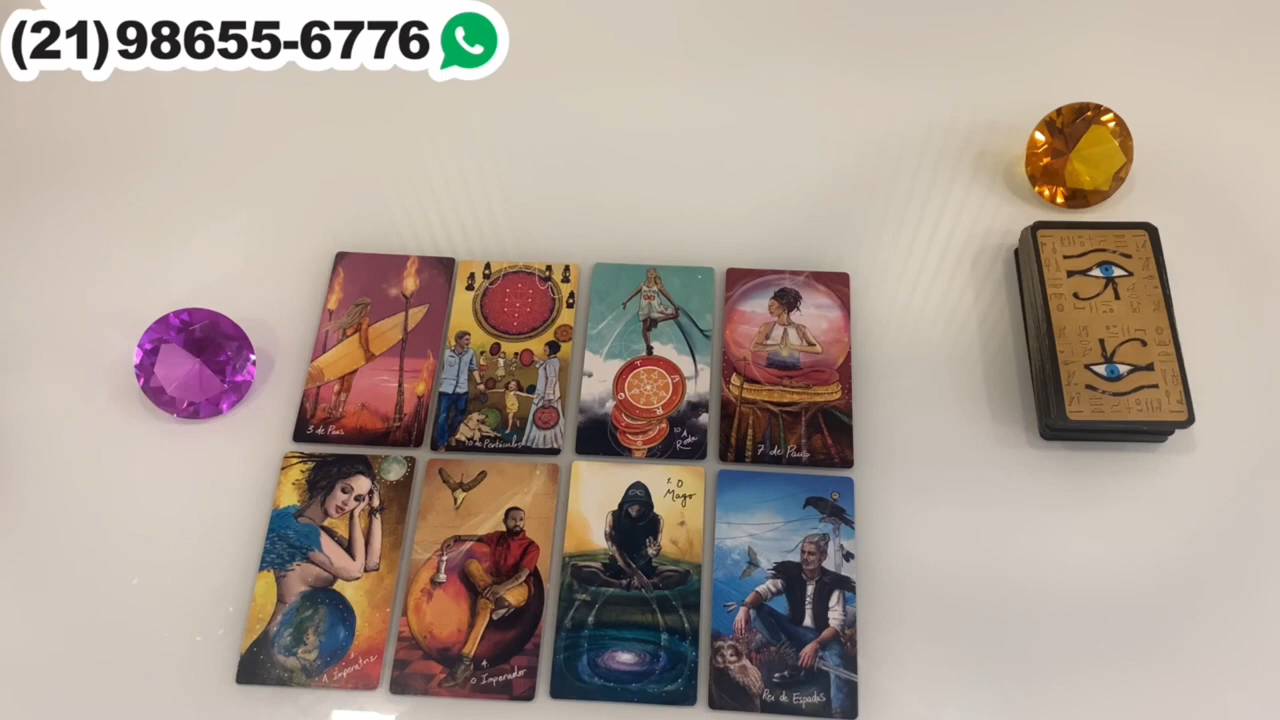 (21)98655-6776
3 de Paus
10 de Pentáculos
10
A
Roda
7 de Paus
A Imperatriz
4.
O Imperador
1. O
Mago
Rei de Espadas